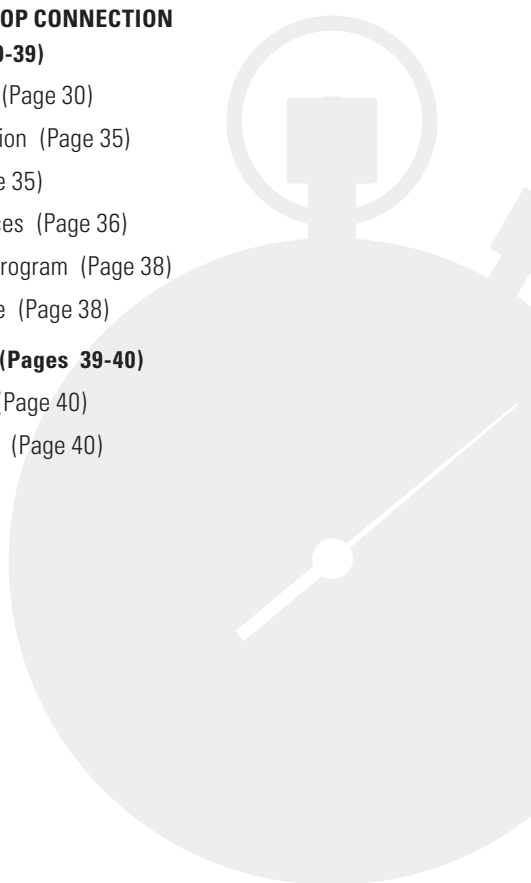 OP CONNECTION
-39)
(Page 30)
ion (Page 35)
35)
es (Page 36)
rogram (Page 38)
(Page 38)
(Pages 39-40)
(Page 40)
(Page 40)